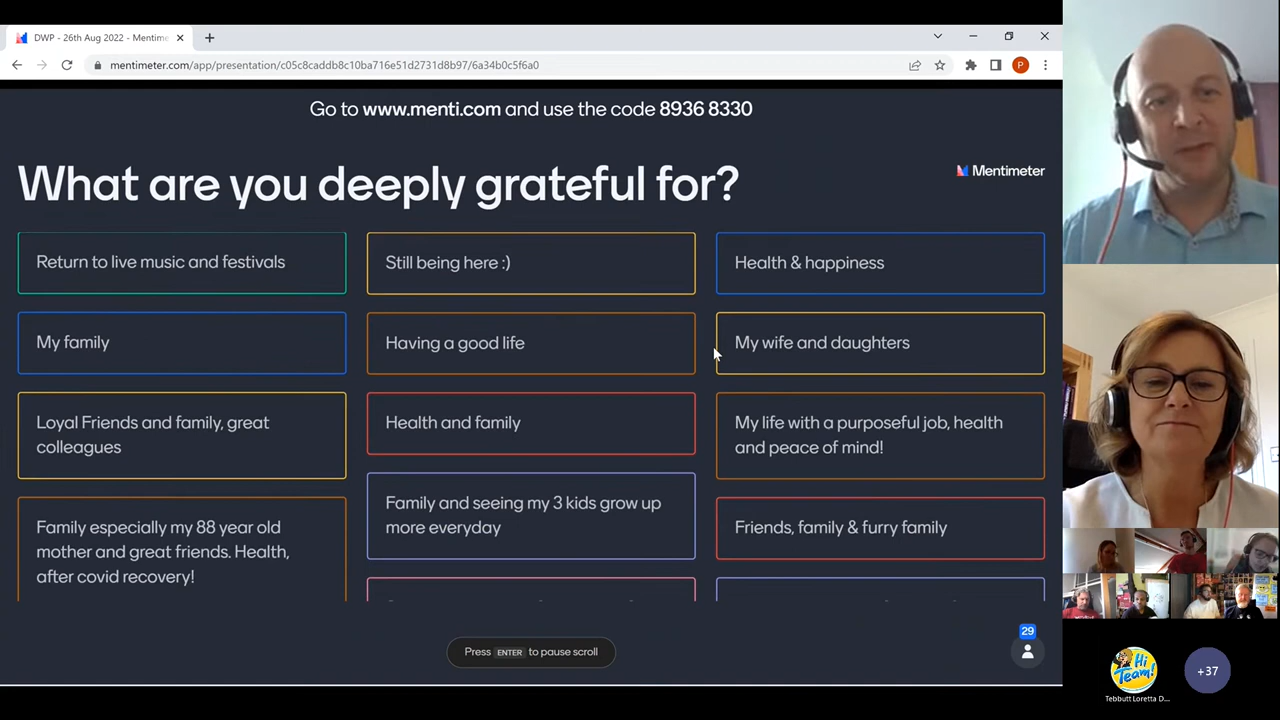 DWP - 26th Aug 2022 - Mentime
mentimeter.com/app/presentation/c05c8caddb8c10ba716e51d2731d8b97/6a34b0c5f6a0
P
Go to www.menti.com and use the code 8936 8330
What are you deeply grateful for?
Mentimeter
Return to live music and festivals
Still being here :)
Health & happiness
My family
Having a good life
My wife and daughters
Loyal Friends and family, great
colleagues
Health and family
My life with a purposeful job, health
and peace of mind!
Family especially my 88 year old
mother and great friends. Health,
after covid recovery!
Family and seeing my 3 kids grow up
more everyday
Friends, family & furry family
Press ENTER to pause scroll
29
Hi
Team!
Tebbutt Loretta D...
+37